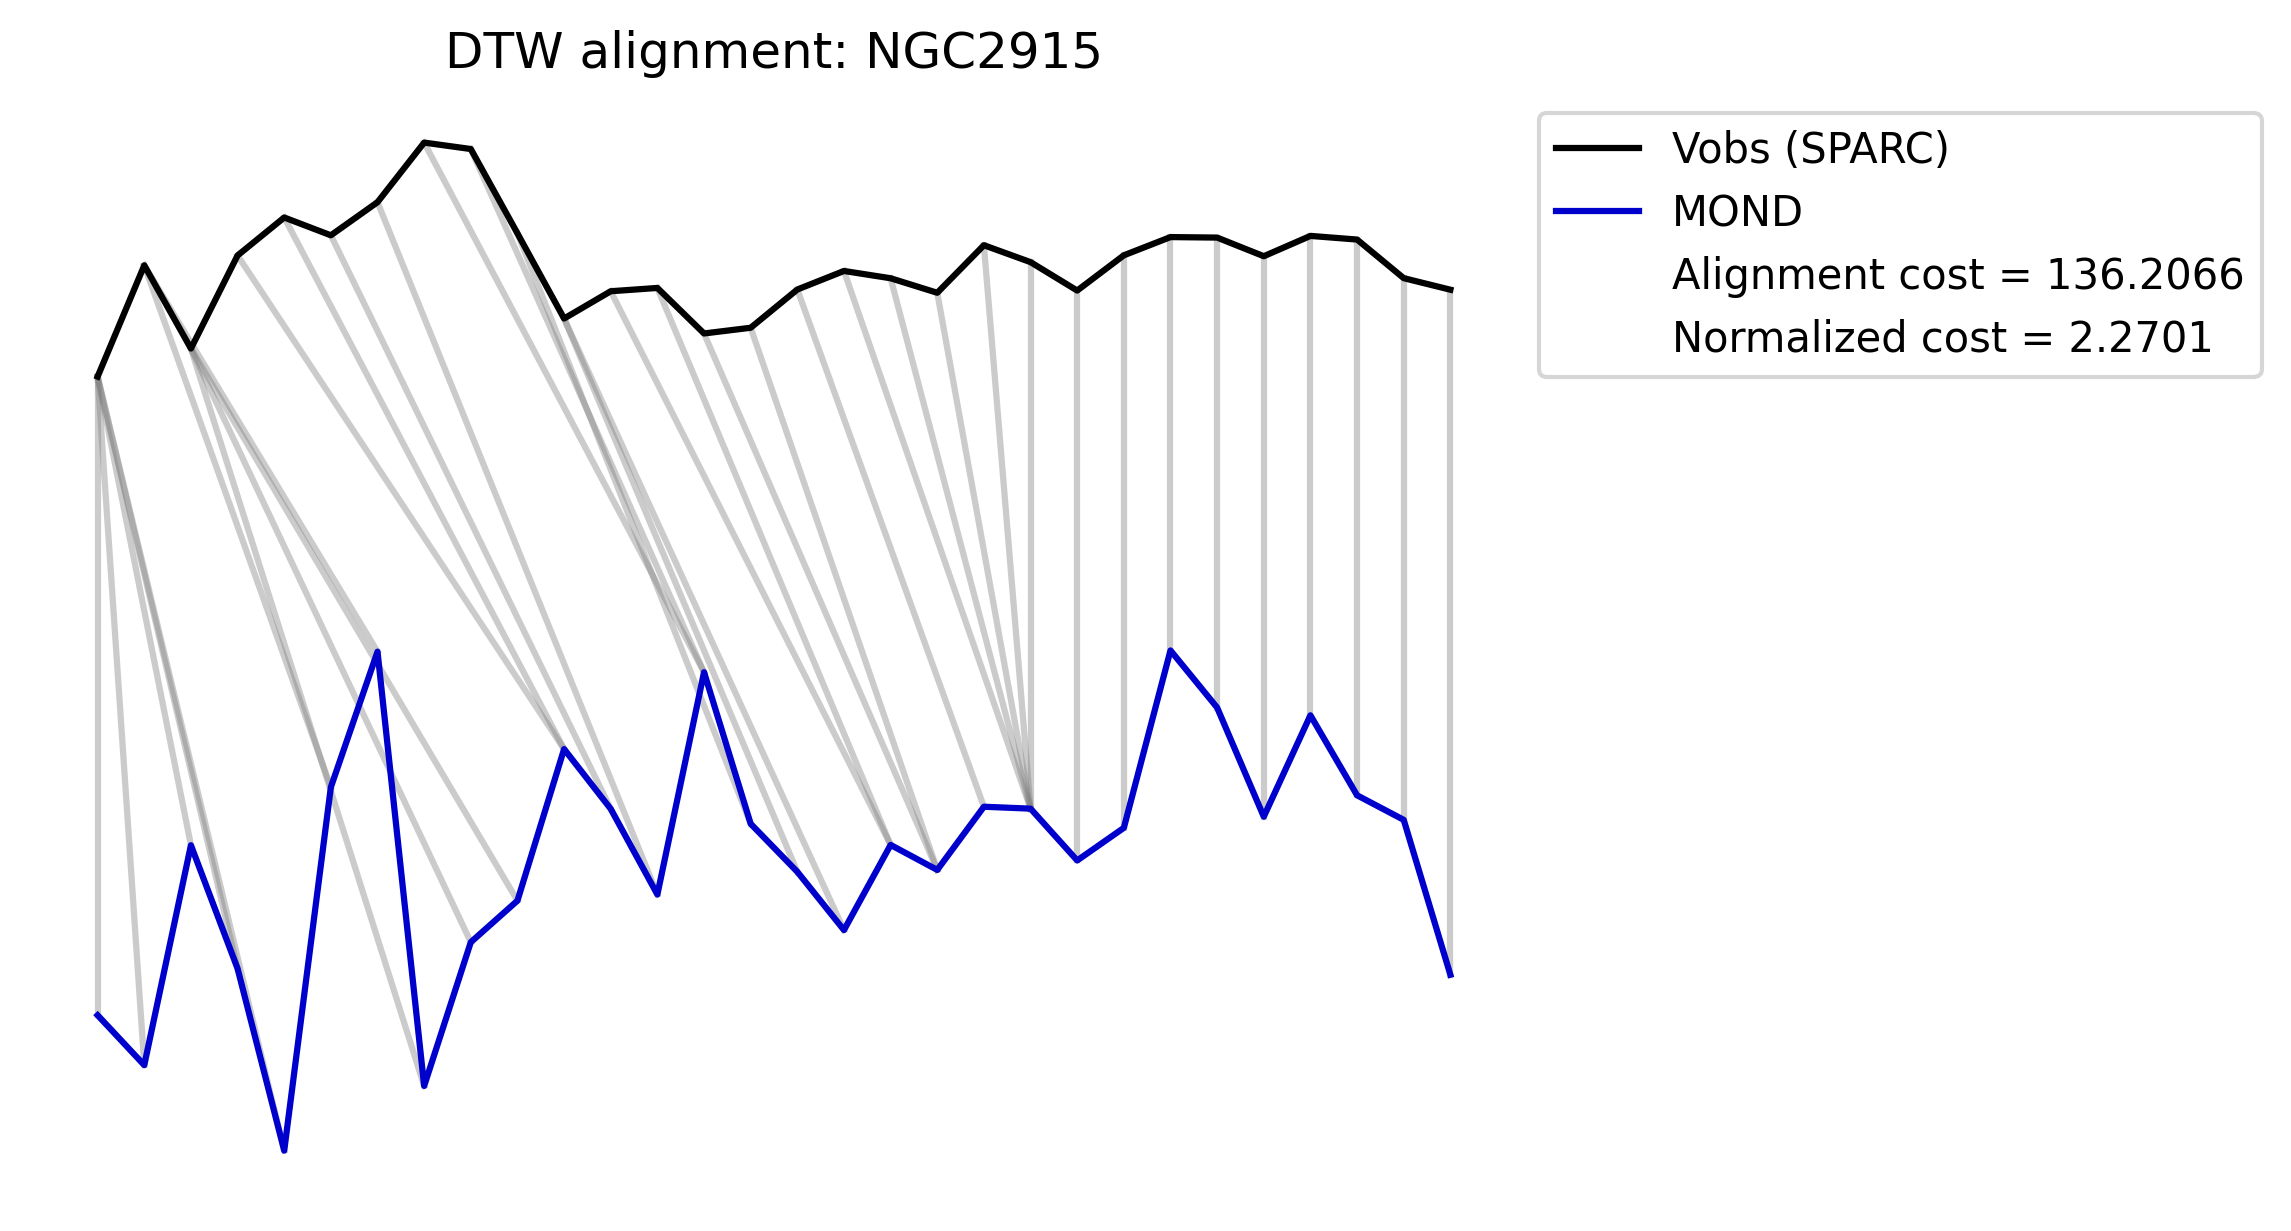 DTW alignment: NGC2915
Vobs (SPARC)
MOND
Alignment cost = 136.2066
Normalized cost = 2.2701